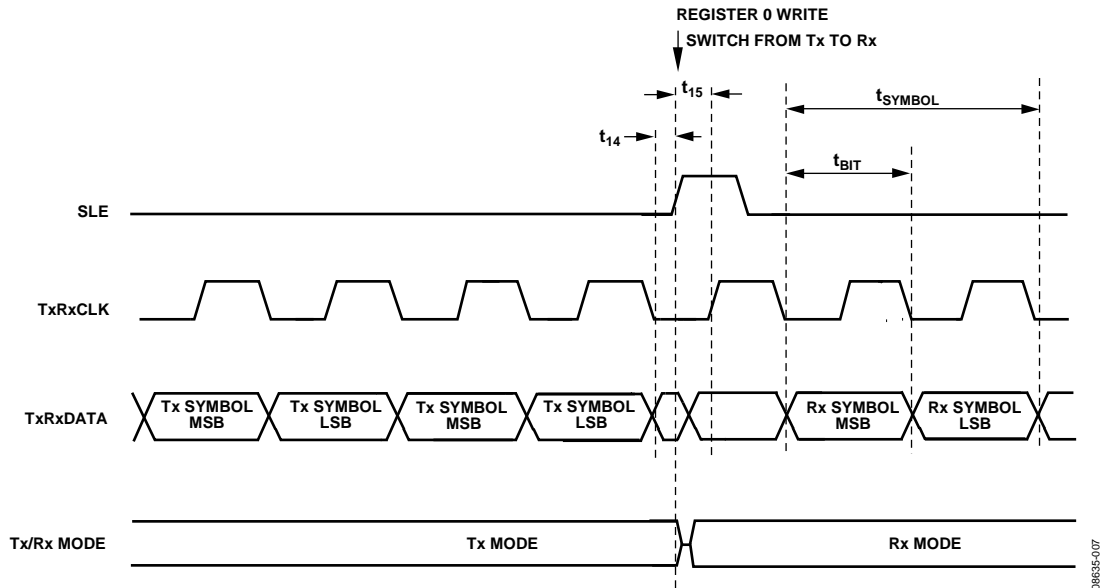 REGISTER 0 WRITE
SWITCH FROM Tx TO Rx
t15
tSYMBOL
t14
tBIT
SLE
TxRxCLK
TxRxDATA
Tx SYMBOL
MSB
Tx SYMBOL
LSB
Tx SYMBOL
MSB
Tx SYMBOL
LSB
Rx SYMBOL
MSB
Rx SYMBOL
LSB
Tx/Rx MODE
Tx MODE
Rx MODE
08635-007